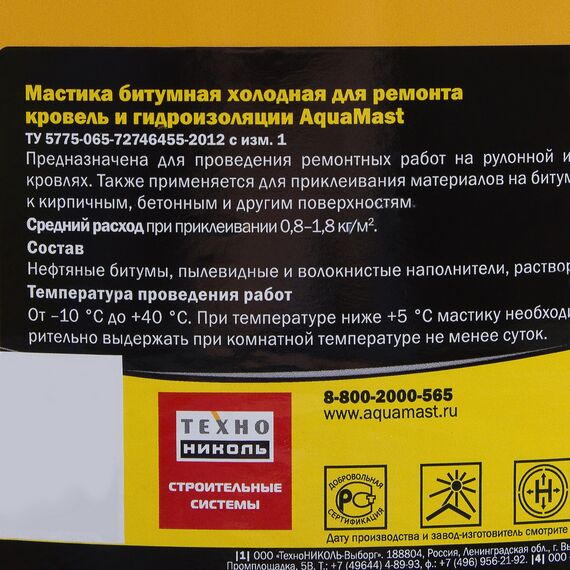 Мастика битумная холодная для ремонта
кровель и гидроизоляции AquaMast
ТУ 5775-065-72746455-2012 с изм. 1
Предназначена для проведения ремонтных работ на рулонной и
кровлях. Также применяется для приклеивания материалов на битум
к кирпичным, бетонным и другим поверхностям.
Средний расход при приклеивании 0,8–1,8 кг/м².
Состав
Нефтяные битумы, пылевидные и волокнистые наполнители, раствор
Температура проведения работ
От –10 °С до +40 °С. При температуре ниже +5 °С мастику необходи
рительно выдержать при комнатной температуре не менее суток.
8-800-2000-565
www.aquamast.ru
ТЕХНО
НИКОЛЬ
СТРОИТЕЛЬНЫЕ
СИСТЕМЫ
ДОБРОВОЛЬНАЯ
РСТ
СЕРТИФИКАЦИЯ
Н
Дату производства и завод-изготовитель смотрите
[1] ООО «ТехноНИКОЛЬ-Выборг». 188804, Россия, Ленинградская обл., г. Вы
Промплощадка, 5В. Т.: +7 (49644) 4-89-93, ф.: +7 (496) 956-21-92. [4] ООО